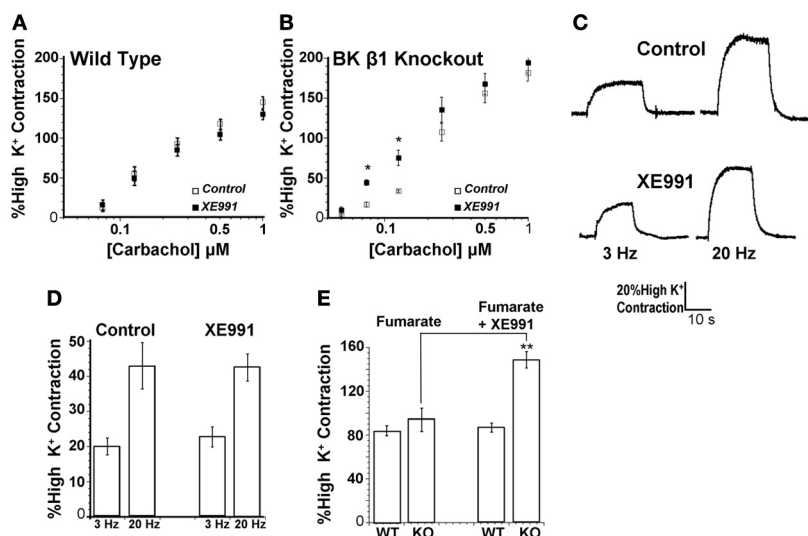 A
Wild Type
%High K⁺ Contraction
200
150
100
50
0
Control
XE991
0.1
0.5
1
[Carbachol] µM
B
BK β1 Knockout
%High K⁺ Contraction
200
150
100
50
0
*
*
Control
XE991
0.1
0.5
1
[Carbachol] µM
C
Control
XE991
3 Hz
20 Hz
20%High K⁺
Contraction
10 s
D
Control
XE991
%High K⁺ Contraction
60
40
20
0
3 Hz
20 Hz
3 Hz
20 Hz
E
Fumarate
Fumarate
+ XE991
%High K⁺ Contraction
160
120
80
40
0
**
WT
KO
WT
KO